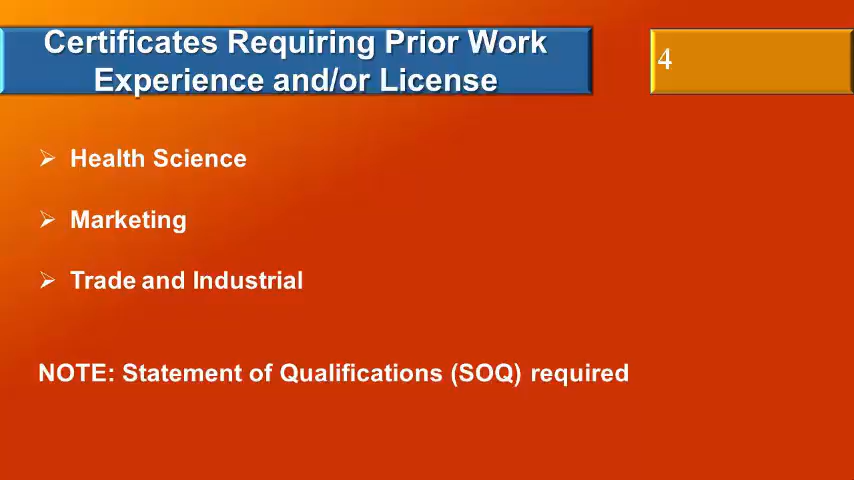 Certificates Requiring Prior Work
Experience and/or License
4
Health Science
Marketing
Trade and Industrial
NOTE: Statement of Qualifications (SOQ) required